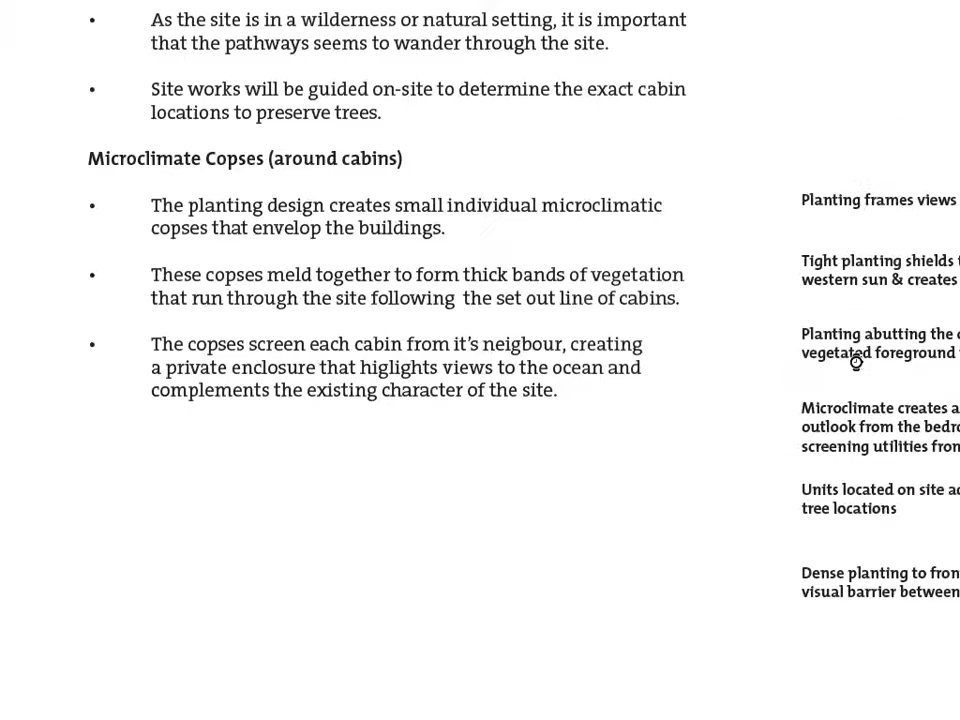 • As the site is in a wilderness or natural setting, it is important
that the pathways seems to wander through the site.
• Site works will be guided on-site to determine the exact cabin
locations to preserve trees.
Microclimate Copses (around cabins)
• The planting design creates small individual microclimatic
copses that envelop the buildings.
• These copses meld together to form thick bands of vegetation
that run through the site following the set out line of cabins.
• The copses screen each cabin from it’s neigbour, creating
a private enclosure that higlights views to the ocean and
complements the existing character of the site.
Planting frames views
Tight planting shields
western sun & creates
Planting abutting the
vegetated foreground
Microclimate creates a
outlook from the
screening utilities
Units located on site
tree locations
Dense planting to
visual barrier between